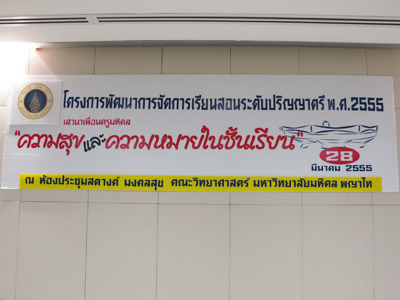 โครงการพัฒนาการจัดการเรียนสอนระดับปริญญาตรี พ.ศ.2555
เสวนาเพื่อนครูมหิดล
"ความสุข และ ความหมายในชั้นเรียน"
28
มีนาคม 2555
ณ ห้องประชุมสตางค์ มงคลสุข คณะวิทยาศาสตร์ มหาวิทยาลัยมหิดล พญาไท